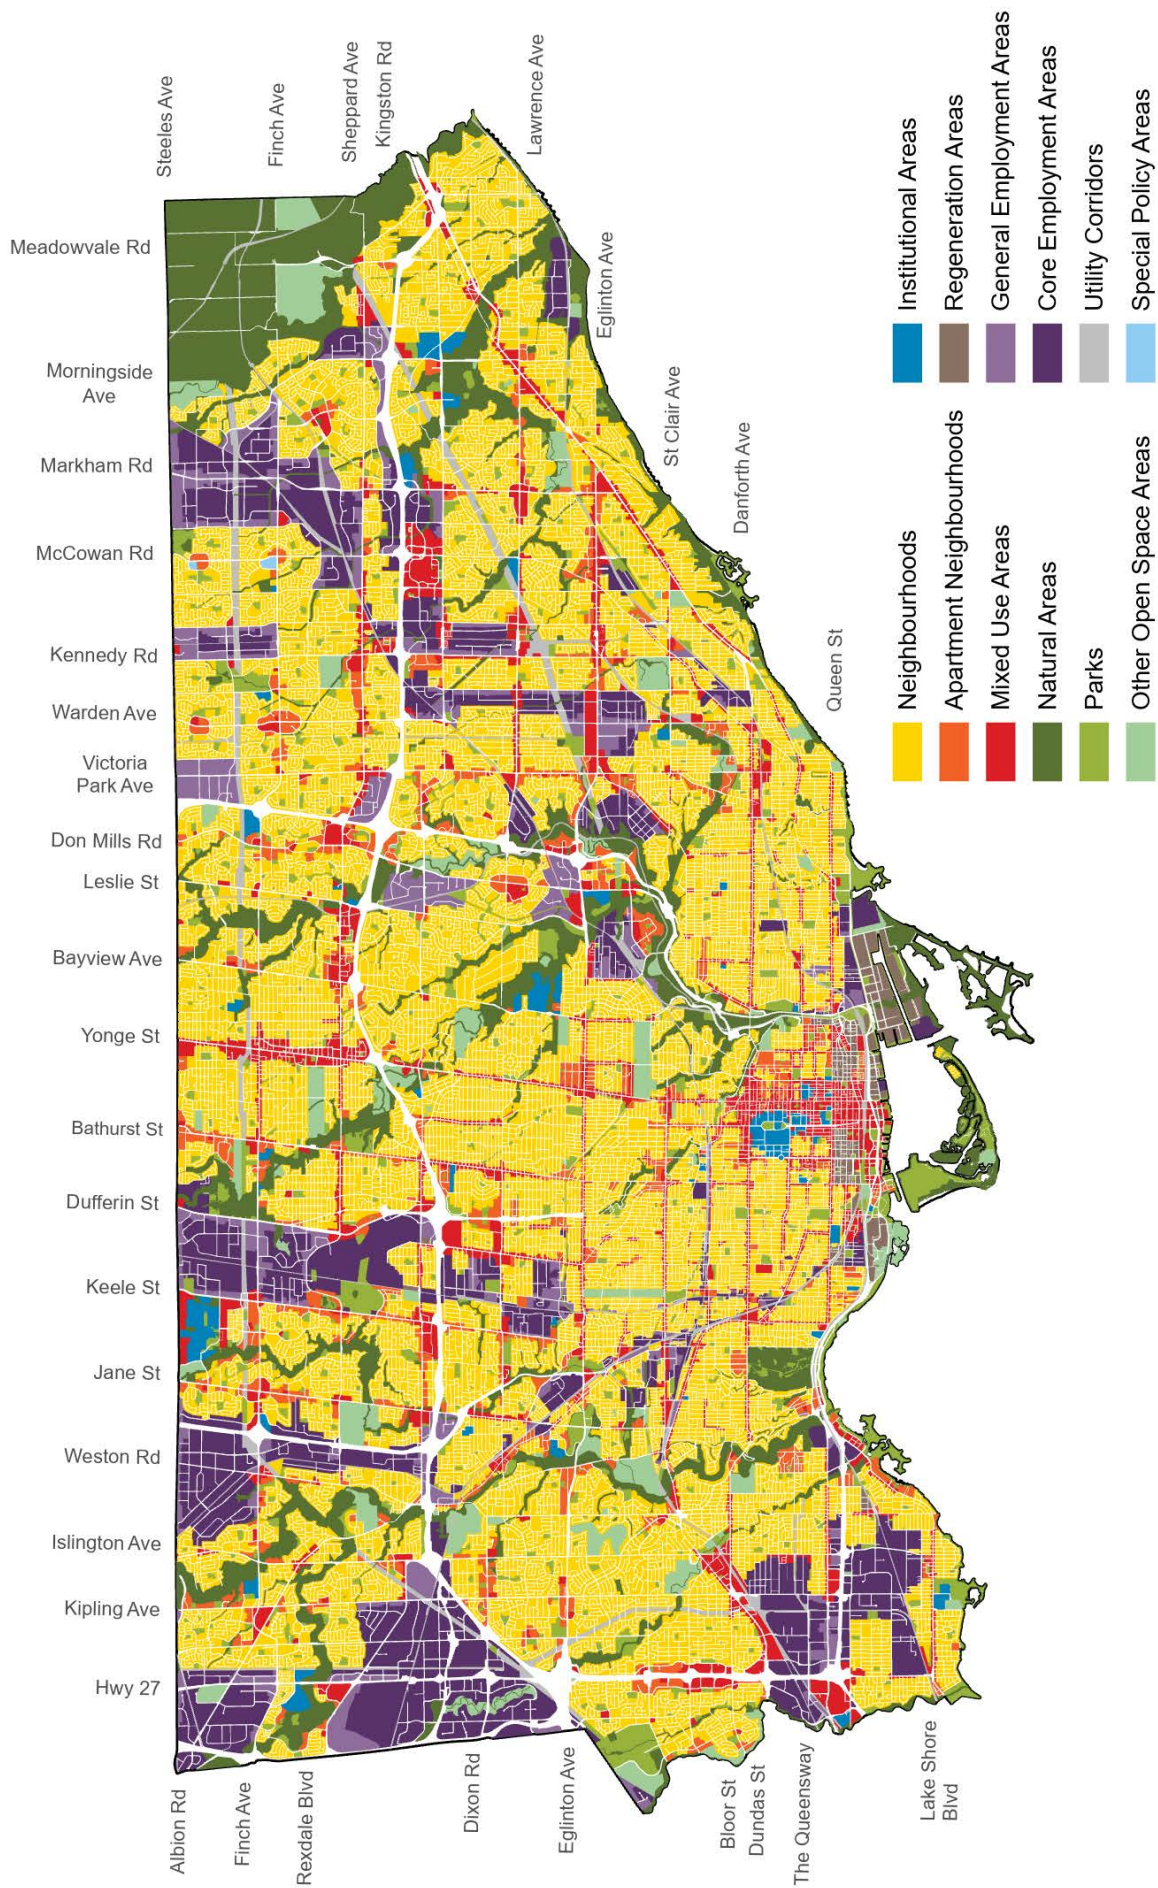 Steeles Ave
Finch Ave
Sheppard Ave
Kingston Rd
Lawrence Ave
Eglinton Ave
St Clair Ave
Danforth Ave
Queen St
Meadowvale Rd
Morningside
Ave
Markham Rd
McCowan Rd
Kennedy Rd
Warden Ave
Victoria
Park Ave
Don Mills Rd
Leslie St
Bayview Ave
Yonge St
Bathurst St
Dufferin St
Keele St
Jane St
Weston Rd
Islington Ave
Kipling Ave
Hwy 27
Albion Rd
Finch Ave
Rexdale Blvd
Dixon Rd
Eglinton Ave
Bloor St
Dundas St
The Queensway
Lake Shore
Blvd
Neighbourhoods
Apartment Neighbourhoods
Mixed Use Areas
Natural Areas
Parks
Other Open Space Areas
Institutional Areas
Regeneration Areas
General Employment Areas
Core Employment Areas
Utility Corridors
Special Policy Areas